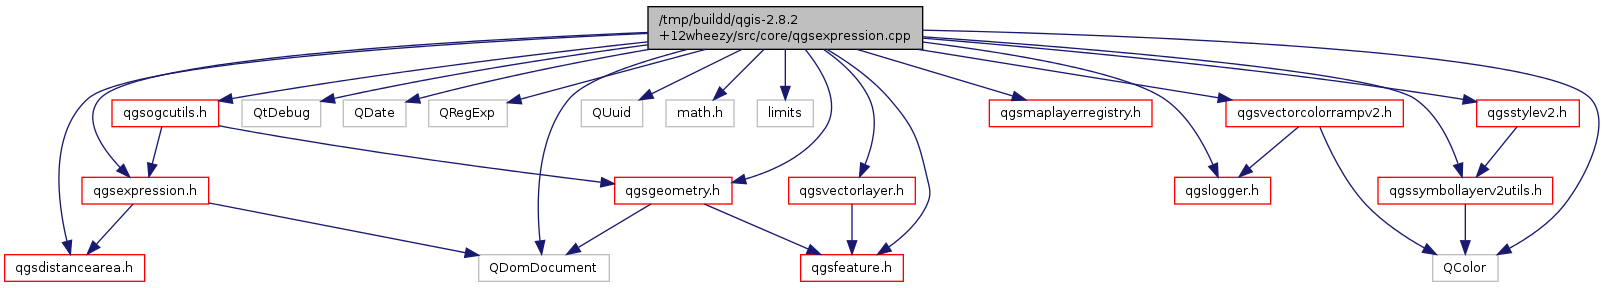 /tmp/buildd/qgis-2.8.2
+12wheezy/src/core/qgsexpression.cpp
qgsogcutils.h
QtDebug
QDate
QRegExp
QUuid
math.h
limits
qgsmaplayerregistry.h
qgsvectorcolorrampv2.h
qgsstylev2.h
qgsexpression.h
qgsgeometry.h
qgsvectorlayer.h
qgslogger.h
qgssymbollayerv2utils.h
qgsdistancearea.h
QDomDocument
qgsfeature.h
QColor